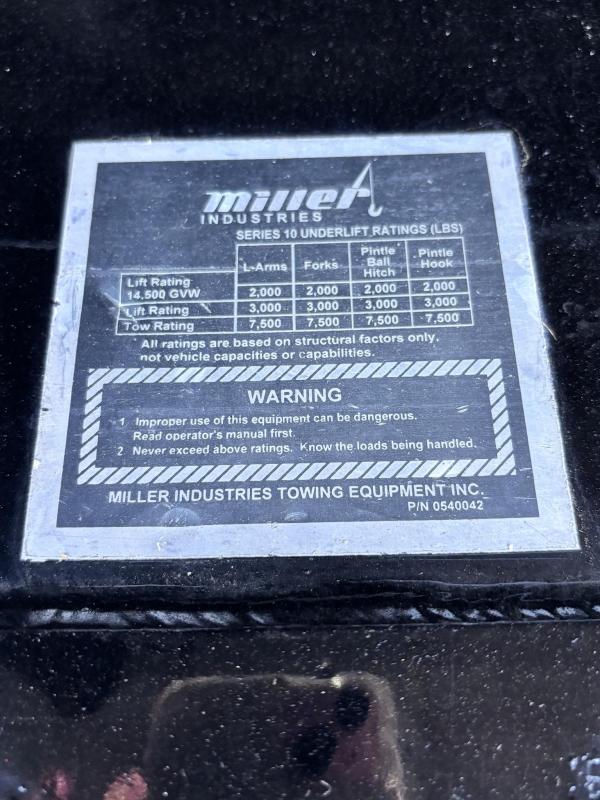 miller
INDUSTRIES
SERIES 10 UNDERLIFT RATINGS (LBS)
L-Arms Forks Pintle Ball Hitch Pintle Hook
Lift Rating 14,500 GVW 2,000 2,000 2,000 2,000
Lift Rating 3,000 3,000 3,000 3,000
Tow Rating 7,500 7,500 7,500 7,500
All ratings are based on structural factors only,
not vehicle capacities or capabilities.
WARNING
1 Improper use of this equipment can be dangerous.
Read operator's manual first.
2 Never exceed above ratings. Know the loads being handled.
MILLER INDUSTRIES TOWING EQUIPMENT INC.
P/N 0540042